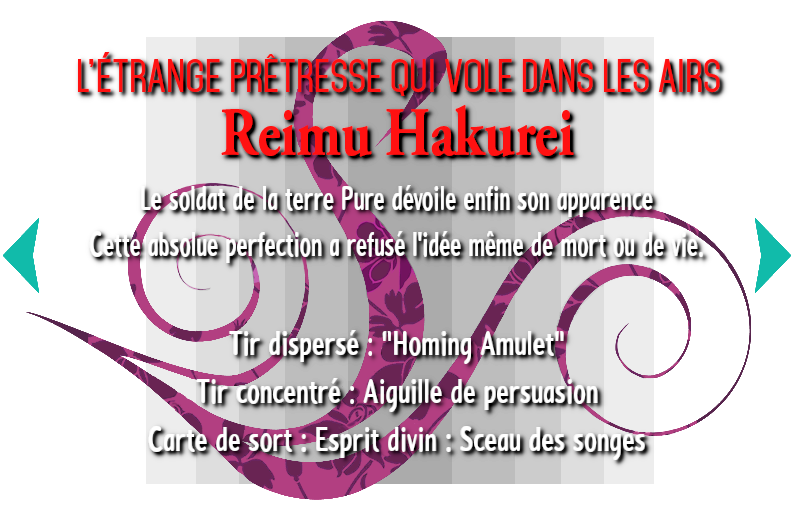 L'ÉTRANGE PRÊTRESSE QUI VOLE DANS LES AIRS
Reimu Hakurei
Le soldat de la terre Pure dévoile enfin son apparence
Cette absolue perfection a refusé l'idée même de mort ou de vie.
Tir dispersé : "Homing Amulet"
Tir concentré : Aiguille de persuasion
Carte de sort : Esprit divin : Sceau des songes